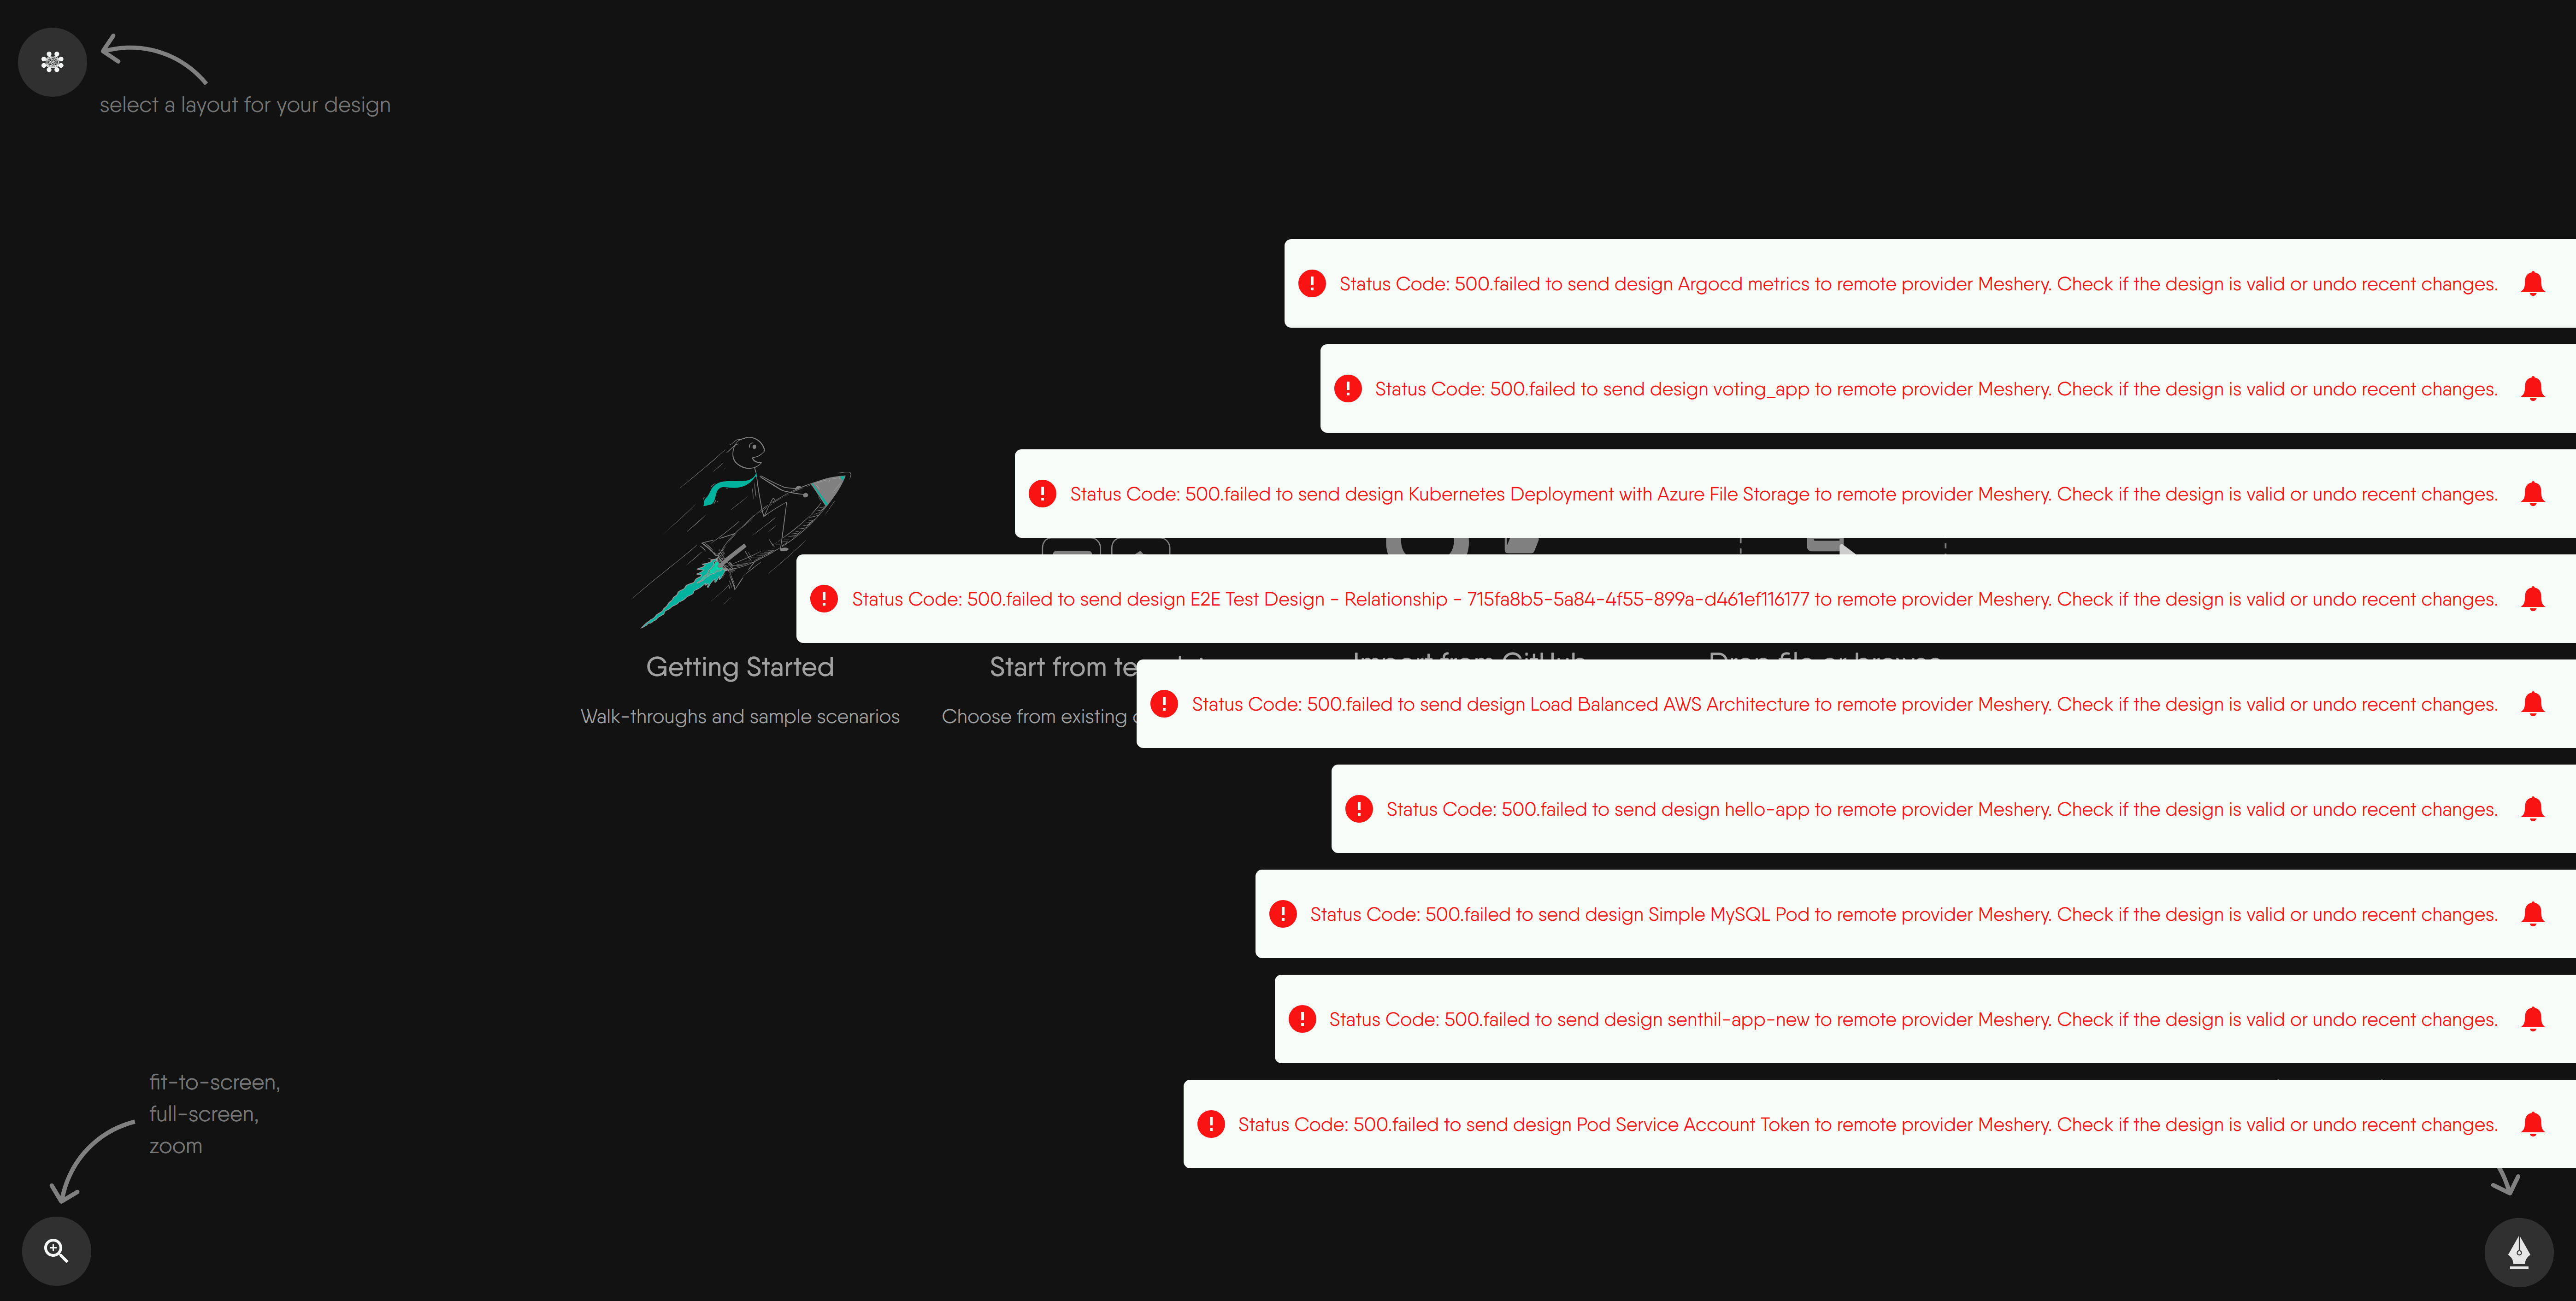 select a layout for your design
Status Code: 500.failed to send design Argocd metrics to remote provider Meshery. Check if the design is valid or undo recent changes.
Status Code: 500.failed to send design voting_app to remote provider Meshery. Check if the design is valid or undo recent changes.
Status Code: 500.failed to send design Kubernetes Deployment with Azure File Storage to remote provider Meshery. Check if the design is valid or undo recent changes.
Status Code: 500.failed to send design E2E Test Design - Relationship - 715fa8b5-5a84-4f55-899a-d461ef116177 to remote provider Meshery. Check if the design is valid or undo recent changes.
Getting Started
Start from
Import from GitHub
Drop file or browse
Status Code: 500.failed to send design Load Balanced AWS Architecture to remote provider Meshery. Check if the design is valid or undo recent changes.
Walk-throughs and sample scenarios
Choose from existing
Status Code: 500.failed to send design hello-app to remote provider Meshery. Check if the design is valid or undo recent changes.
Status Code: 500.failed to send design Simple MySQL Pod to remote provider Meshery. Check if the design is valid or undo recent changes.
Status Code: 500.failed to send design senthil-app-new to remote provider Meshery. Check if the design is valid or undo recent changes.
Status Code: 500.failed to send design Pod Service Account Token to remote provider Meshery. Check if the design is valid or undo recent changes.
fit-to-screen,
full-screen,
zoom